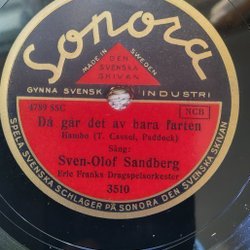 Sonora
MADE IN SWEDEN
DEN
SVENSKA
SKIVAN
GYNNA SVENSK INDUSTRI
4789 SSC
NCB
Då går det av bara farten
Hambo (T. Cassel, Paddock)
Sång:
Sven-Olof Sandberg
Eric Franks Dragspelsorkester
3510
SPELA SVENSKA SCHLAGER PÅ SONORA DEN SVENSKA SKIVAN